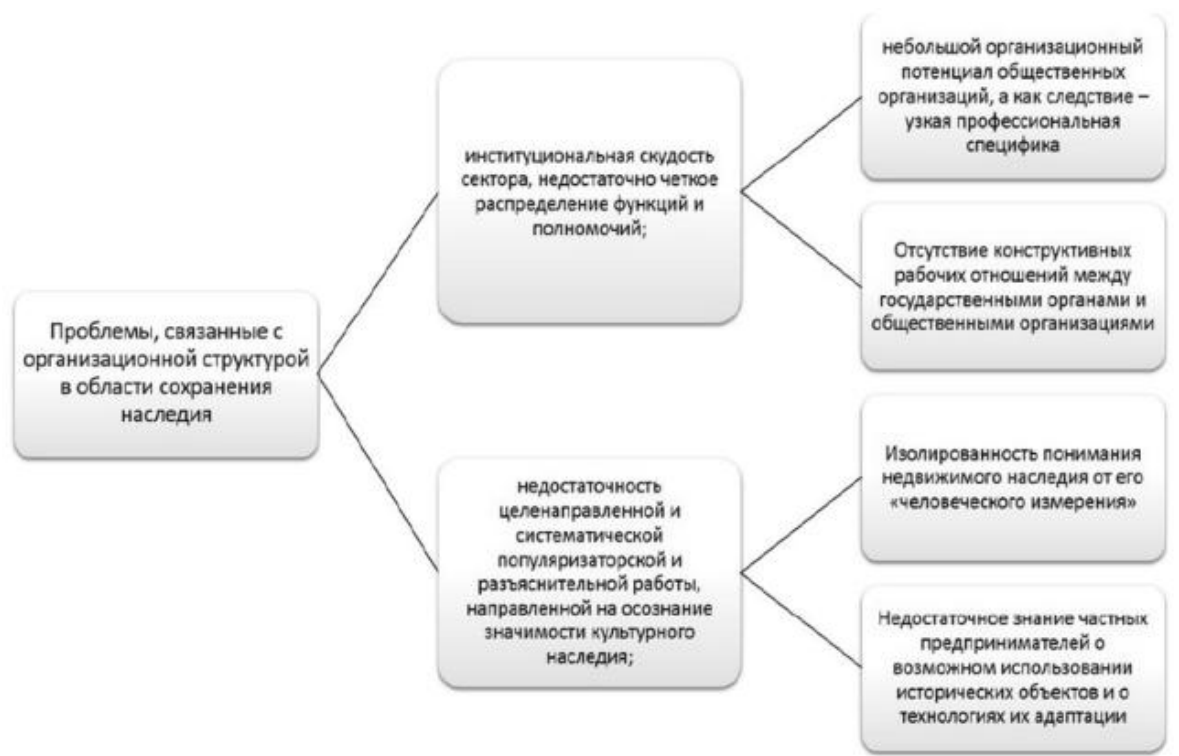 Проблемы, связанные с
организационной структурой
в области сохранения
наследия
институциональная скудость
сектора, недостаточно четкое
распределение функций и
полномочий;
небольшой организационный
потенциал общественных
организаций, а как следствие –
узкая профессиональная
специфика
Отсутствие конструктивных
рабочих отношений между
государственными органами и
общественными организациями
недостаточность
целенаправленной и
систематической
популяризаторской и
разъяснительной работы,
направленной на осознание
значимости культурного
наследия;
Изолированность понимания
недвижимого наследия от его
«человеческого измерения»
Недостаточное знание частных
предпринимателей о
возможном использовании
исторических объектов и о
технологиях их адаптации